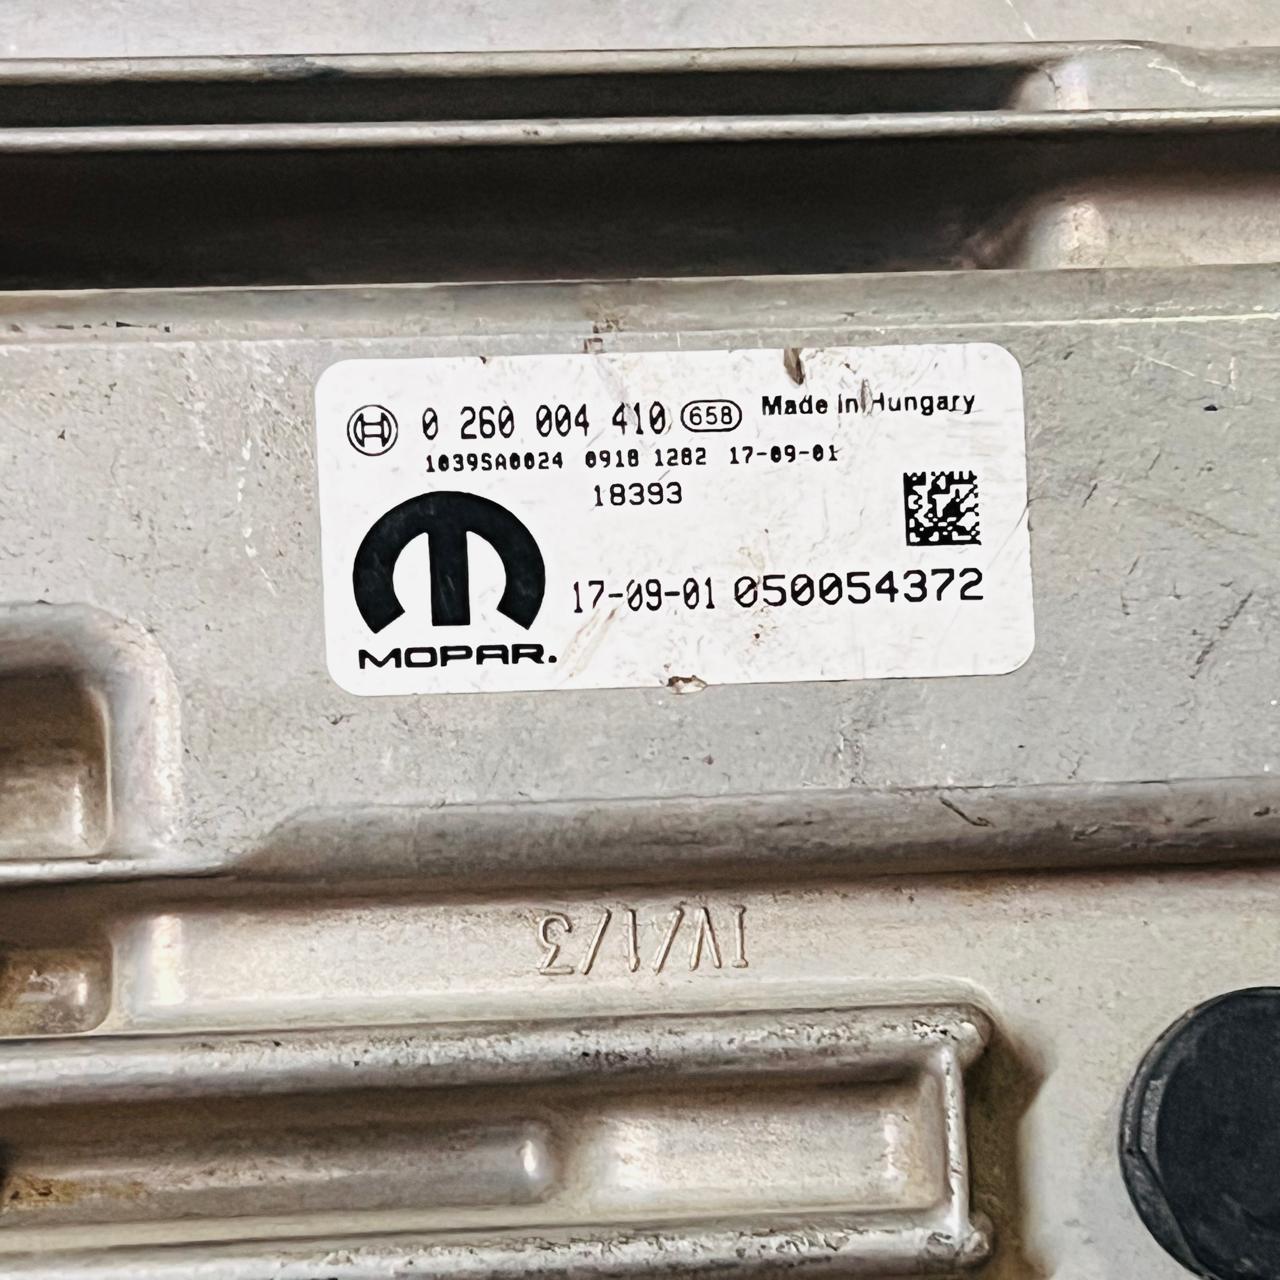 0 260 004 410 658 Made in Hungary
1039SA0024 0918 1282 17-09-01
18393
17-09-01 050054372
MOPAR.
IV/1/3